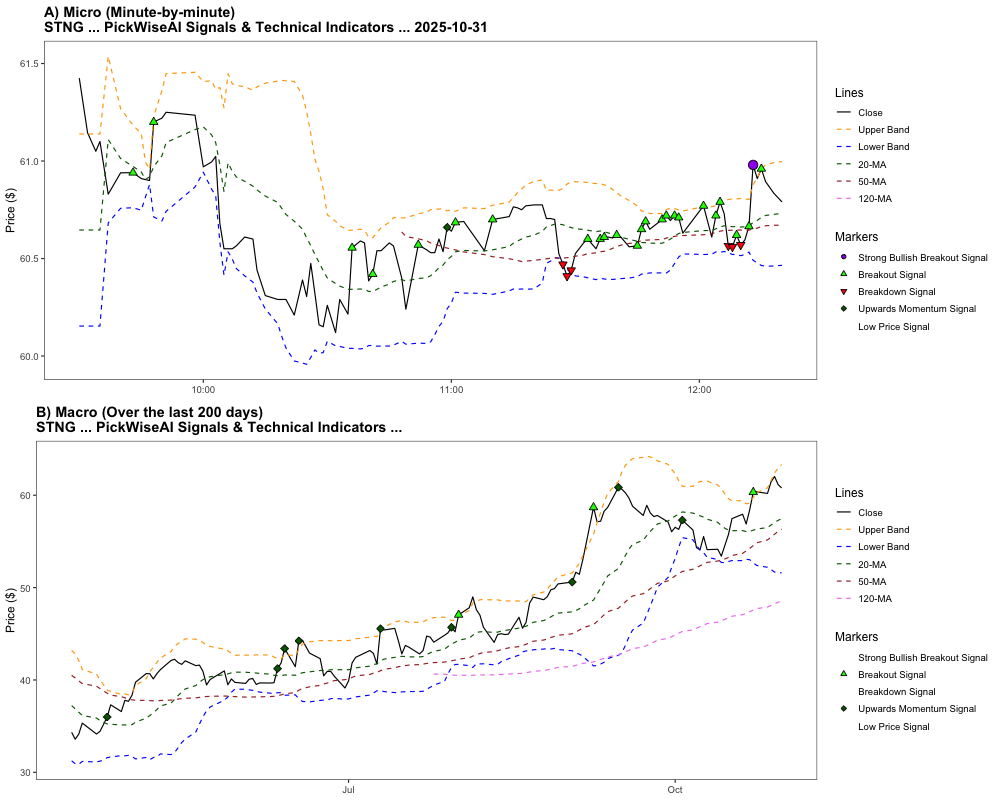 A) Micro (Minute-by-minute)
STNG ... PickWiseAI Signals & Technical Indicators ... 2025-10-31
Price ($)
61.5
61.0
60.5
60.0
10:00
11:00
12:00
Lines
Close
Upper Band
Lower Band
20-MA
50-MA
120-MA
Markers
Strong Bullish Breakout Signal
Breakout Signal
Breakdown Signal
Upwards Momentum Signal
Low Price Signal
B) Macro (Over the last 200 days)
STNG ... PickWiseAI Signals & Technical Indicators ...
Price ($)
60
50
40
30
Jul
Oct
Lines
Close
Upper Band
Lower Band
20-MA
50-MA
120-MA
Markers
Strong Bullish Breakout Signal
Breakout Signal
Breakdown Signal
Upwards Momentum Signal
Low Price Signal